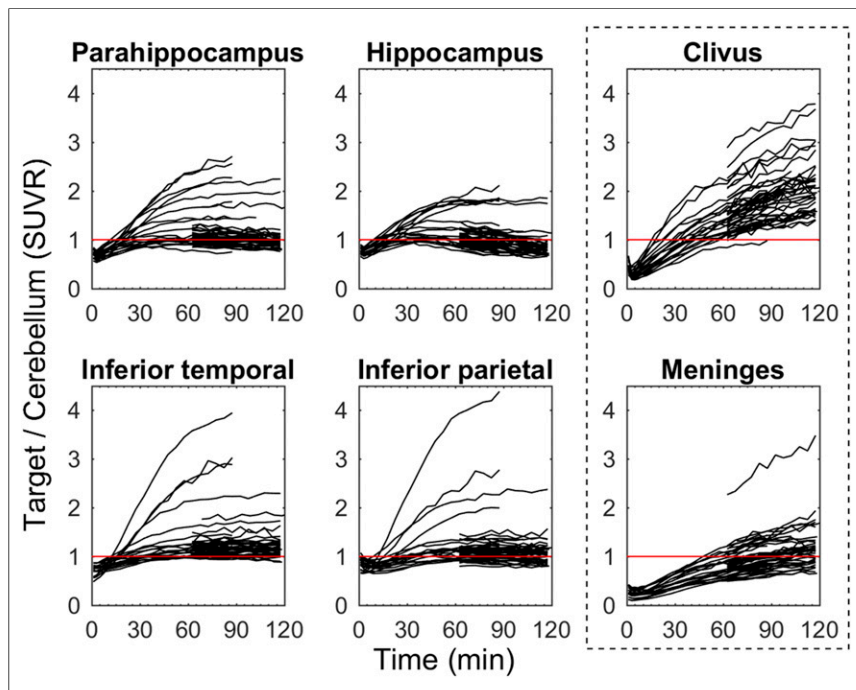 Parahippocampus Hippocampus Clivus
4 4 4
3 3 3
2 2 2
1 1 1
0 0 0
0 30 60 90 120 0 30 60 90 120 0 30 60 90 120
Target / Cerebellum (SUVR)
Inferior temporal Inferior parietal Meninges
4 4 4
3 3 3
2 2 2
1 1 1
0 0 0
0 30 60 90 120 0 30 60 90 120 0 30 60 90 120
Time (min)